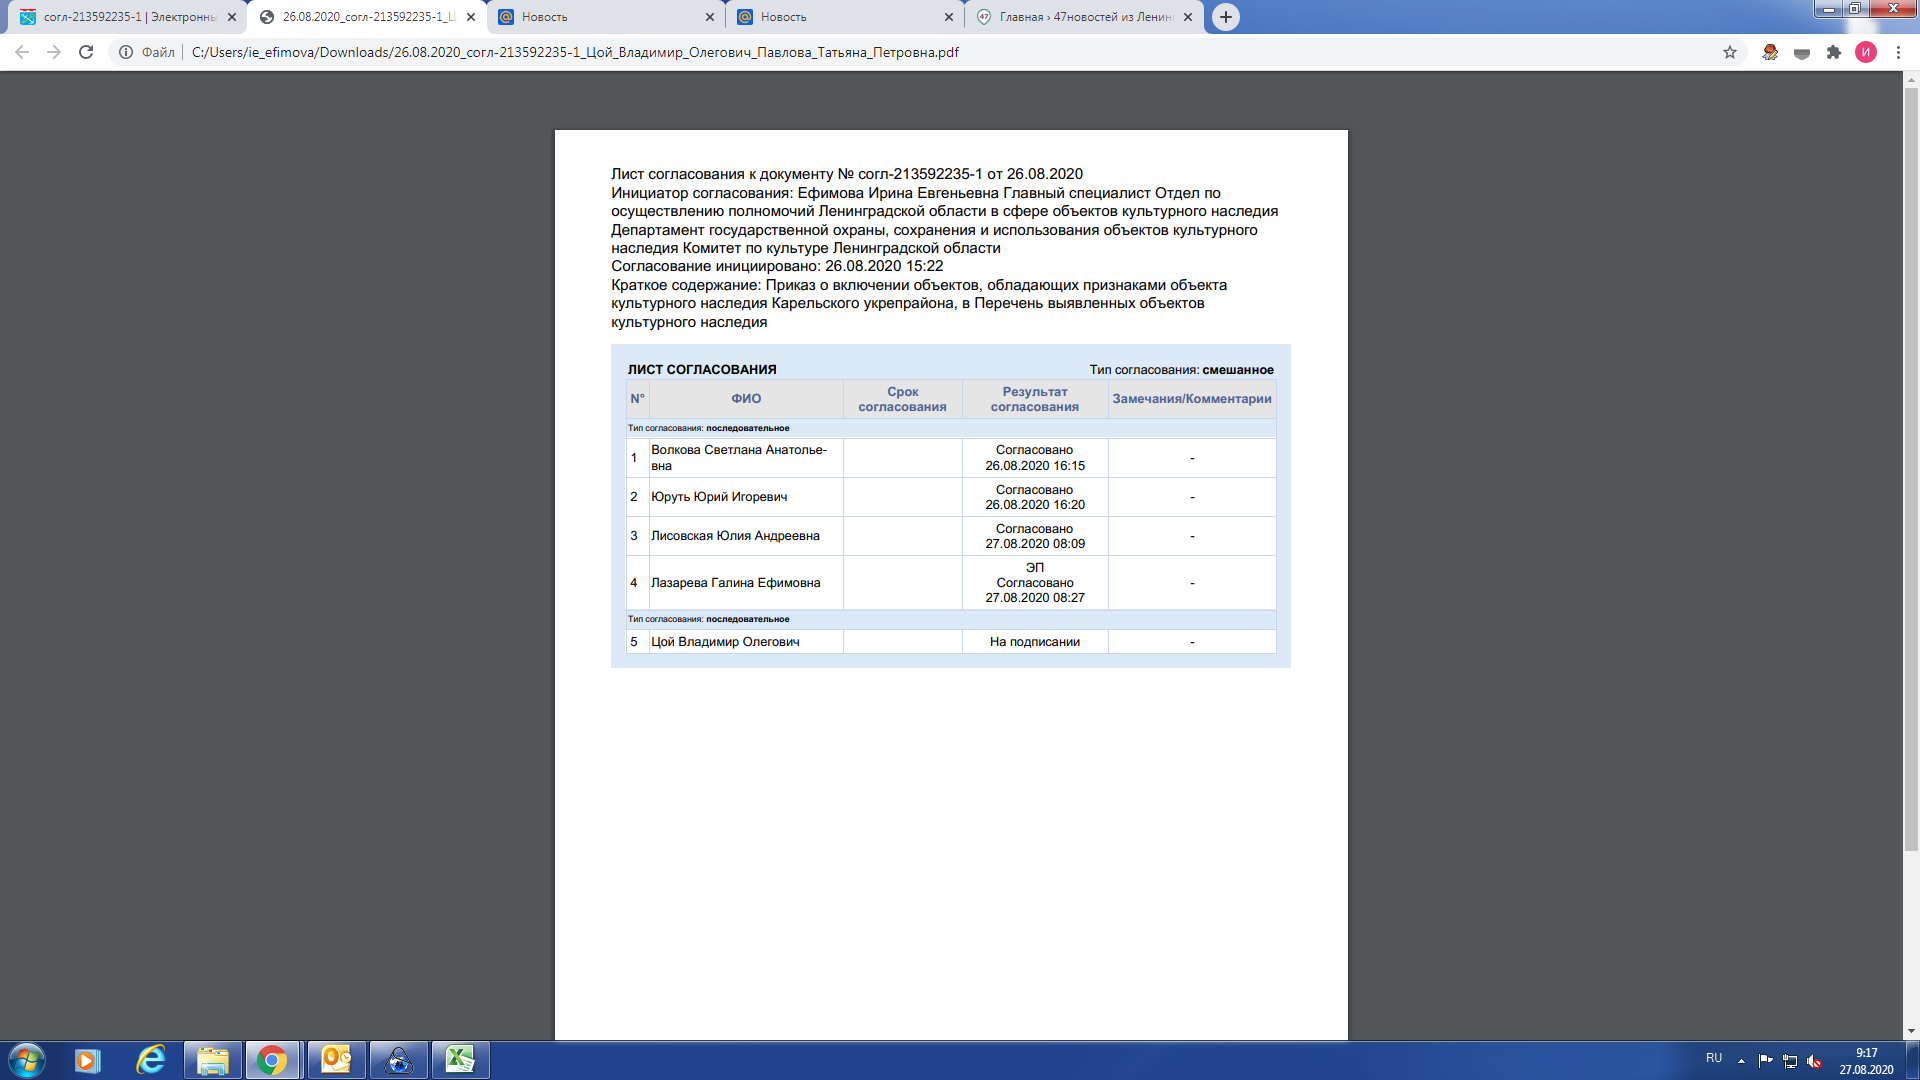 согл-213592235-1 | Электронны
26.08.2020_согл-213592235-1_Ц
Новость
Новость
Главная › 47новостей из Ленин
Файл
C:/Users/ie_efimova/Downloads/26.08.2020_согл-213592235-1_Цой_Владимир_Олегович_Павлова_Татьяна_Петровна.pdf
И
Лист согласования к документу № согл-213592235-1 от 26.08.2020
Инициатор согласования: Ефимова Ирина Евгеньевна Главный специалист Отдел по
осуществлению полномочий Ленинградской области в сфере объектов культурного наследия
Департамент государственной охраны, сохранения и использования объектов культурного
наследия Комитет по культуре Ленинградской области
Согласование инициировано: 26.08.2020 15:22
Краткое содержание: Приказ о включении объектов, обладающих признаками объекта
культурного наследия Карельского укрепрайона, в Перечень выявленных объектов
культурного наследия
ЛИСТ СОГЛАСОВАНИЯ Тип согласования: смешанное
N° ФИО Срок согласования Результат согласования Замечания/Комментарии
Тип согласования: последовательное
1 Волкова Светлана Анатолье-
вна
Согласовано
26.08.2020 16:15
-
2 Юруть Юрий Игоревич
Согласовано
26.08.2020 16:20
-
3 Лисовская Юлия Андреевна
Согласовано
27.08.2020 08:09
-
4 Лазарева Галина Ефимовна
ЭП
Согласовано
27.08.2020 08:27
-
Тип согласования: последовательное
5 Цой Владимир Олегович На подписании -
RU
9:17
27.08.2020